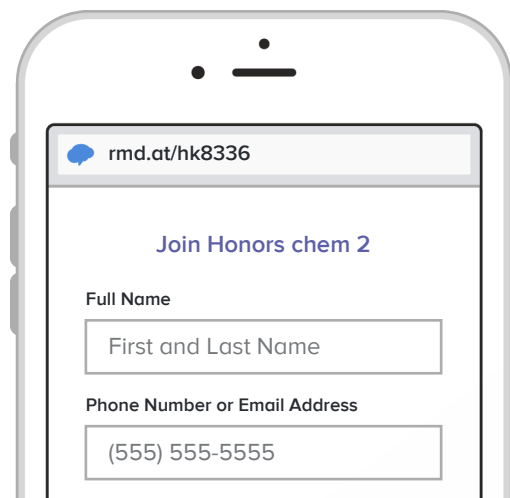 rmd.at/hk8336
Join Honors chem 2
Full Name
First and Last Name
Phone Number or Email Address
(555) 555-5555